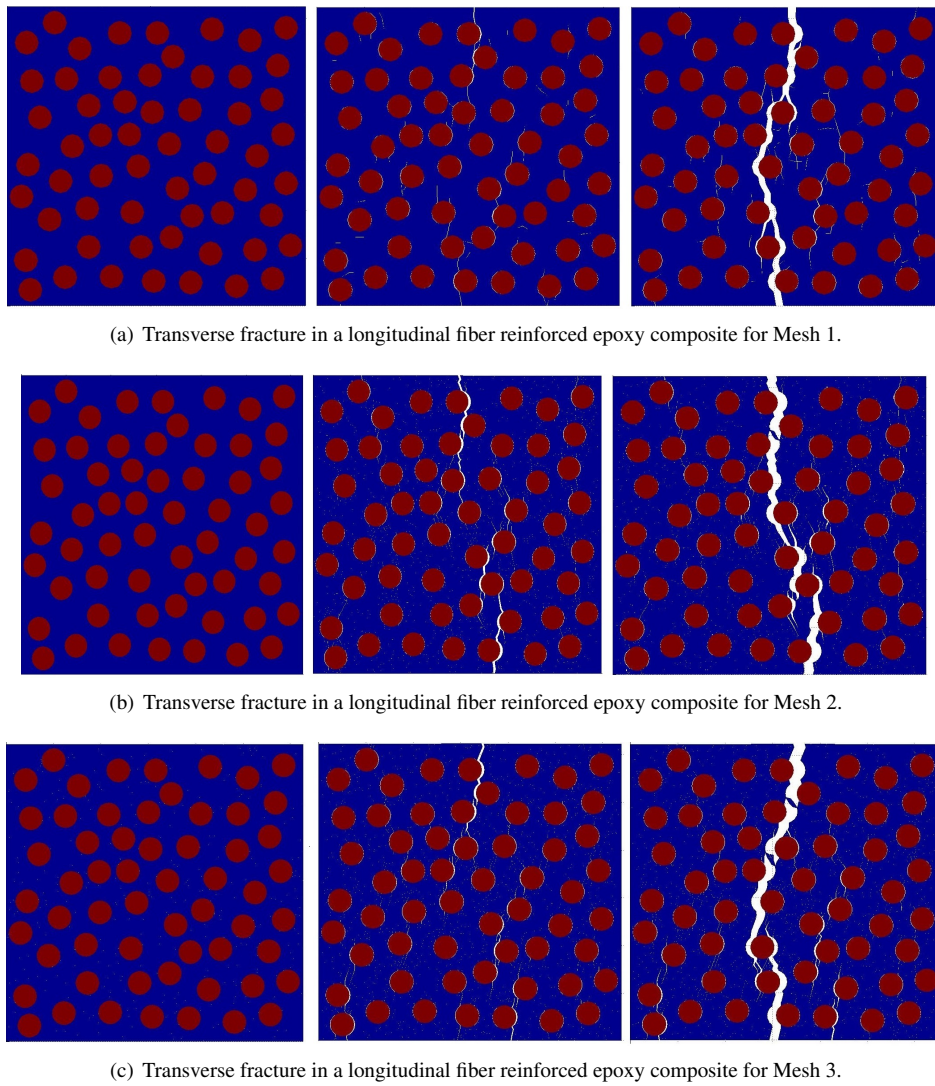 (a) Transverse fracture in a longitudinal fiber reinforced epoxy composite for Mesh 1.
(b) Transverse fracture in a longitudinal fiber reinforced epoxy composite for Mesh 2.
(c) Transverse fracture in a longitudinal fiber reinforced epoxy composite for Mesh 3.